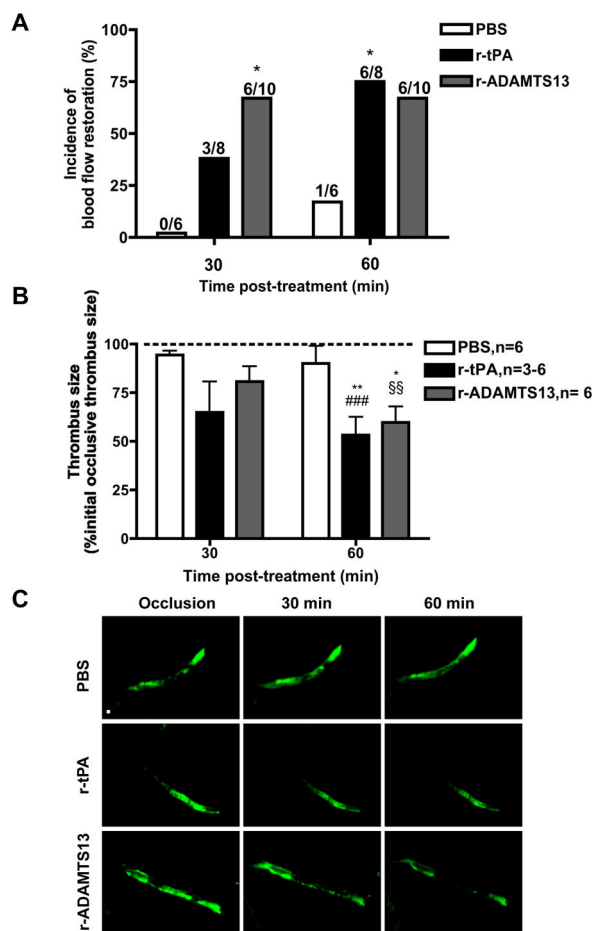 A
Incidence of
blood flow restoration (%)
100
75
50
25
0
0/6
3/8
*
6/10
1/6
*
6/8
6/10
30
60
Time post-treatment (min)
PBS
r-tPA
r-ADAMTS13
B
Thrombus size
(%initial occlusive thrombus size)
100
75
50
25
0
**
###
*
§§
30
60
Time post-treatment (min)
PBS,n=6
r-tPA,n=3-6
r-ADAMTS13,n= 6
C
Occlusion 30 min 60 min
PBS
r-tPA
r-ADAMTS13